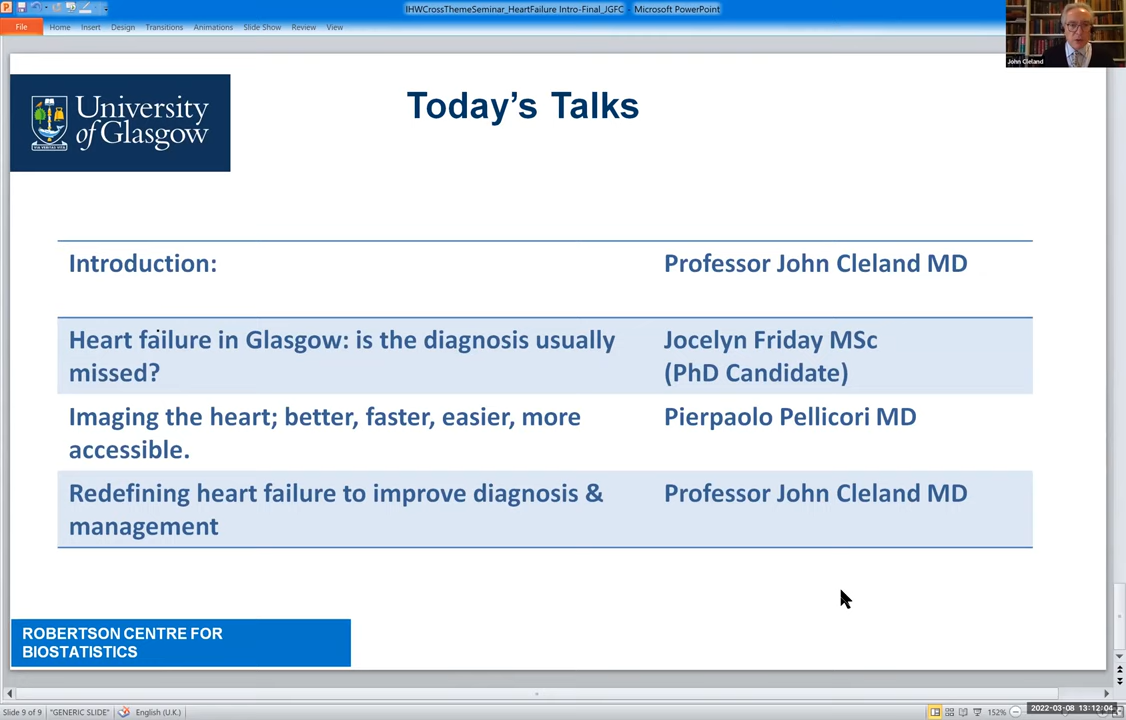 IHWCrossThemeSeminar_HeartFailure Intro-Final_JGFC - Microsoft PowerPoint
File Home Insert Design Transitions Animations Slide Show Review View
John Cleland
University
of Glasgow
Today's Talks
Introduction: Professor John Cleland MD
Heart failure in Glasgow: is the diagnosis usually Jocelyn Friday MSc
missed? (PhD Candidate)
Imaging the heart; better, faster, easier, more Pierpaolo Pellicori MD
accessible.
Redefining heart failure to improve diagnosis & Professor John Cleland MD
management
ROBERTSON CENTRE FOR
BIOSTATISTICS
Slide 9 of 9 "GENERIC SLIDE" English (U.K.) 152% 2022-03-08 13:12:04